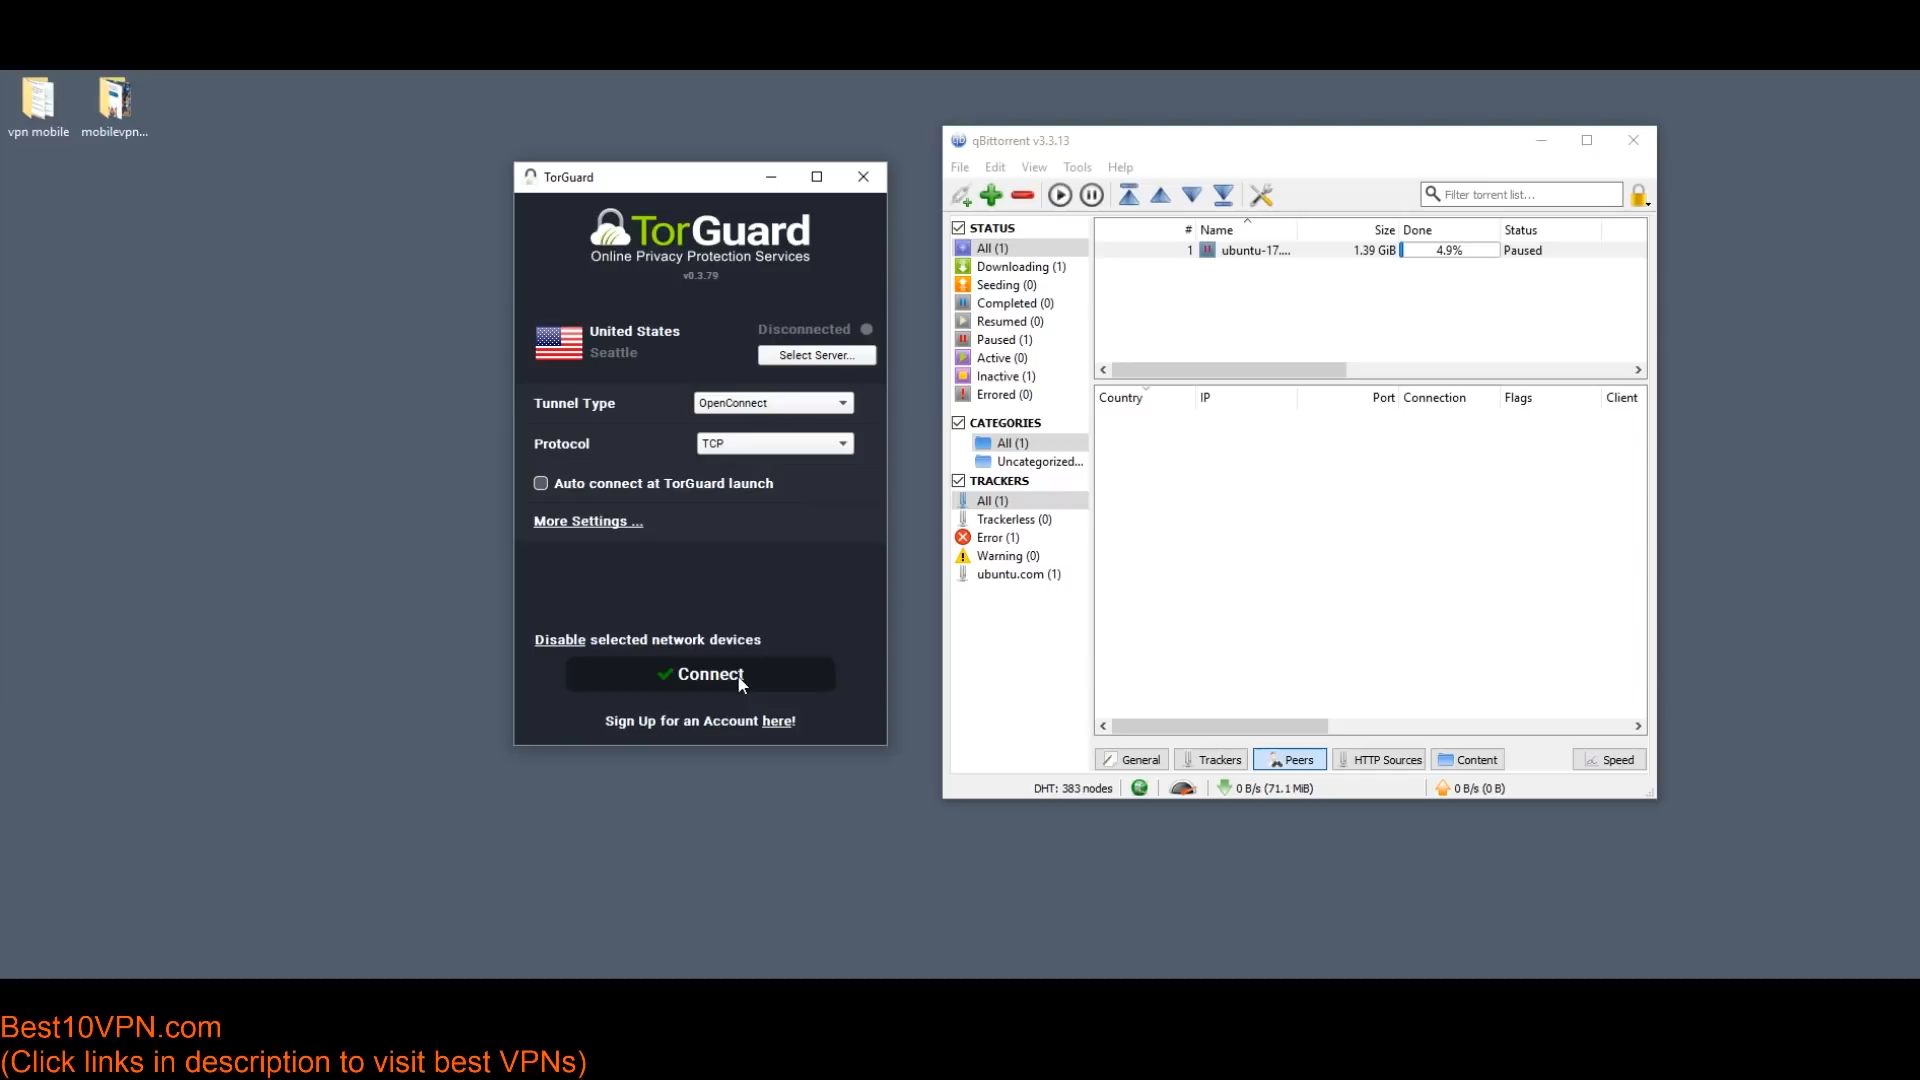 vpn mobile
mobilevpn...
TorGuard
TorGuard
Online Privacy Protection Services
v0.3.79
United States
Seattle
Disconnected
Select Server...
Tunnel Type
OpenConnect
Protocol
TCP
Auto connect at TorGuard launch
More Settings ...
Disable selected network devices
Connect
Sign Up for an Account here!
qBittorrent v3.3.13
File Edit View Tools Help
Filter torrent list...
STATUS
All (1)
Downloading (1)
Seeding (0)
Completed (0)
Resumed (0)
Paused (1)
Active (0)
Inactive (1)
Errored (0)
CATEGORIES
All (1)
Uncategorized...
TRACKERS
All (1)
Trackerless (0)
Error (1)
Warning (0)
ubuntu.com (1)
# Name Size Done Status
1 ubuntu-17.... 1.39 GiB 4.9% Paused
Country IP Port Connection Flags Client
General Trackers Peers HTTP Sources Content Speed
DHT: 383 nodes 0 B/s (71.1 MiB) 0 B/s (0 B)
Best10VPN.com
(Click links in description to visit best VPNs)